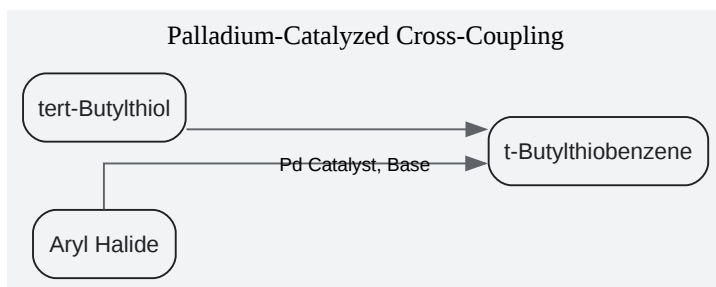 Palladium-Catalyzed Cross-Coupling
tert-Butylthiol
t-Butylthiobenzene
Pd Catalyst, Base
Aryl Halide